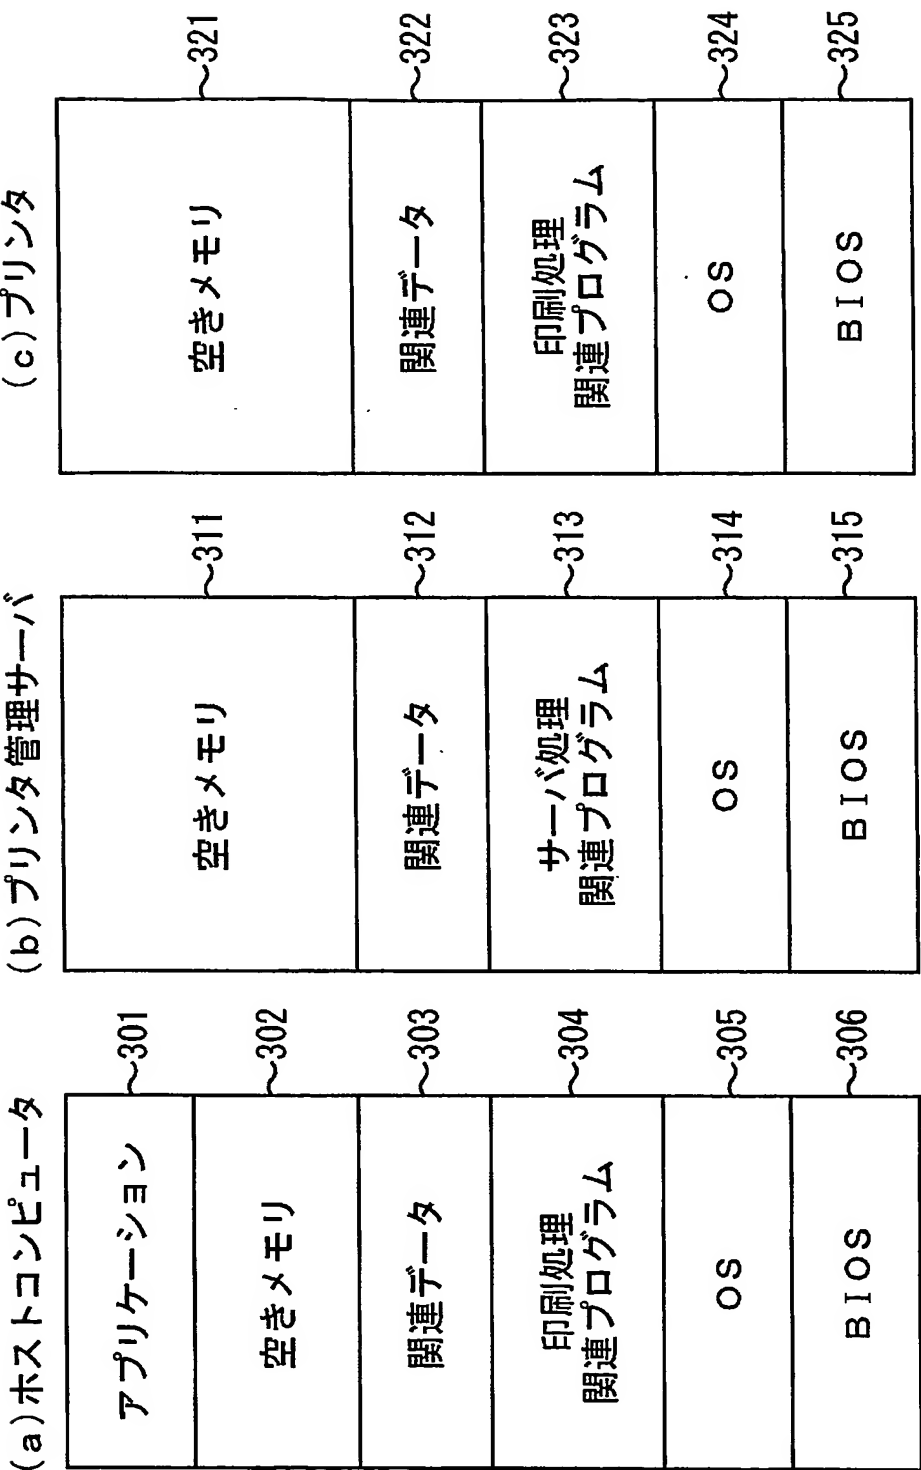 (a)ホストコンピュータ
アプリケーション
301
空きメモリ
302
関連データ
303
印刷処理
関連プログラム
304
OS
305
BIOS
306
(b)プリンタ管理サーバ
空きメモリ
311
関連データ
312
サーバ処理
関連プログラム
313
OS
314
BIOS
315
(c)プリンタ
空きメモリ
321
関連データ
322
印刷処理
関連プログラム
323
OS
324
BIOS
325